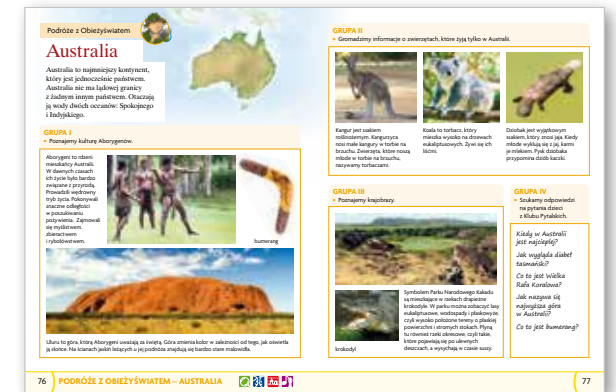 Podróże z Obieżyświatem
Australia
Australia to najmniejszy kontynent,
który jest jednocześnie państwem.
Australia nie ma lądowej granicy
z żadnym innym państwem. Otaczają
ją wody dwóch oceanów: Spokojnego
i Indyjskiego.
GRUPA I
Poznajemy kulturę Aborygenów.
Aborygeni to rdzeni
mieszkańcy Australii.
W dawnych czasach
ich życie było bardzo
związane z przyrodą.
Prowadzili wędrowny
tryb życia. Pokonywali
znaczne odległości
w poszukiwaniu
pożywienia. Zajmowali
się myślistwem,
zbieractwem
i rybołówstwem.
bumerang
Uluru to góra, którą Aborygeni uważają za świętą. Góra zmienia kolor w zależności od tego, jak oświetla
ją słońce. Na ścianach jaskiń leżących u jej podnóża znajdują się bardzo stare malowidła.
76 PODRÓŻE Z OBIEŻYŚWIATEM – AUSTRALIA
GRUPA II
Gromadzimy informacje o zwierzętach, które żyją tylko w Australii.
Kangur jest ssakiem
roślinożernym. Kangurzyca
nosi małe kangury w torbie na
brzuchu. Zwierzęta, które noszą
młode w torbie na brzuchu,
nazywamy torbaczami.
Koala to torbacz, który
mieszka wysoko na drzewach
eukaliptusowych. Żywi się ich
liśćmi.
Dziobak jest wyjątkowym
ssakiem, który znosi jaja. Kiedy
młode wyklują się z jaj, karmi
je mlekiem. Pysk dziobaka
przypomina dziób kaczki.
GRUPA III
Poznajemy krajobrazy.
krokodyl
Symbolem Parku Narodowego Kakadu
są mieszkające w rzekach drapieżne
krokodyle. W parku można zobaczyć lasy
eukaliptusowe, wodospady i płaskowyże,
czyli wysoko położone tereny o płaskiej
powierzchni i stromych stokach. Płyną
tu również rzeki okresowe, czyli takie,
które pojawiają się po ulewnych
deszczach, a wysychają w czasie suszy.
GRUPA IV
Szukamy odpowiedzi
na pytania dzieci
z Klubu Pytalskich.
Kiedy w Australii
jest najcieplej?
Jak wygląda diabeł
tasmański?
Co to jest Wielka
Rafa Koralowa?
Jak nazywa się
najwyższa góra
w Australii?
Co to jest bumerang?
77